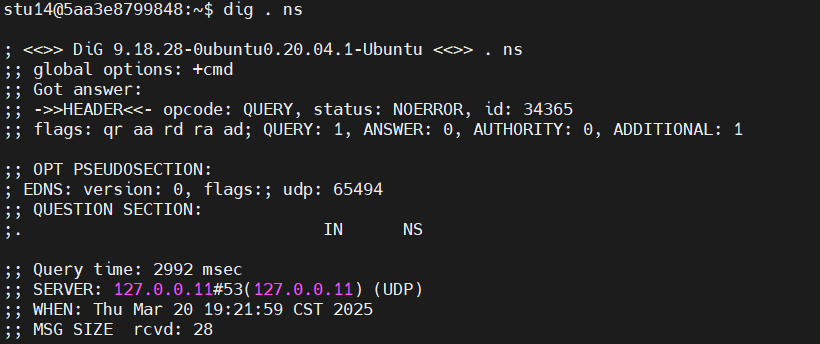 stu14@5aa3e8799848:~$ dig . ns
; <<>> DiG 9.18.28-0ubuntu0.20.04.1-Ubuntu <<>> . ns
;; global options: +cmd
;; Got answer:
;; ->>HEADER<<- opcode: QUERY, status: NOERROR, id: 34365
;; flags: qr aa rd ra ad; QUERY: 1, ANSWER: 0, AUTHORITY: 0, ADDITIONAL: 1
;; OPT PSEUDOSECTION:
; EDNS: version: 0, flags:; udp: 65494
;; QUESTION SECTION:
;. IN NS
;; Query time: 2992 msec
;; SERVER: 127.0.0.11#53(127.0.0.11) (UDP)
;; WHEN: Thu Mar 20 19:21:59 CST 2025
;; MSG SIZE rcvd: 28